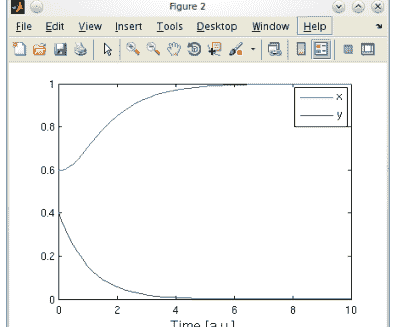 Figure 2
File Edit View Insert Tools Desktop Window Help
1
0.8
0.6
0.4
0.2
0
0 2 4 6 8 10
x
y
Time [a.u.]